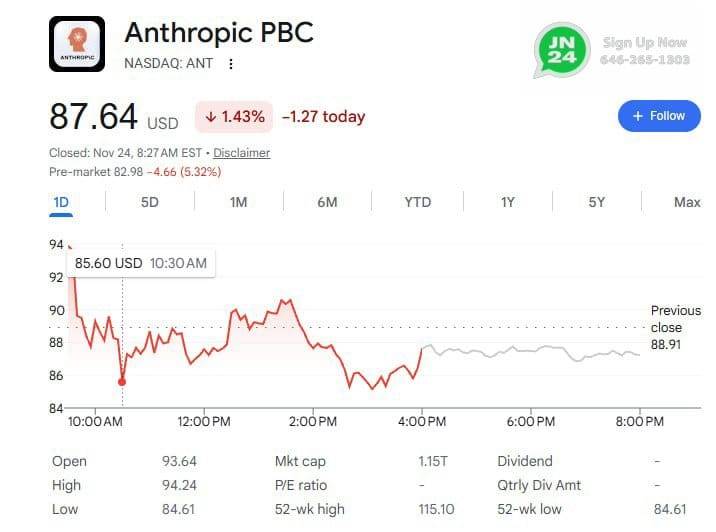 Anthropic PBC
ANTHROPIC
NASDAQ: ANT
JN
24
Sign Up Now
646-265-1303
87.64 USD ↓ 1.43% −1.27 today
+ Follow
Closed: Nov 24, 8:27 AM EST • Disclaimer
Pre-market 82.98 −4.66 (5.32%)
1D 5D 1M 6M YTD 1Y 5Y Max
94
85.60 USD 10:30 AM
92
90
88
86
84
Previous
close
88.91
10:00 AM 12:00 PM 2:00 PM 4:00 PM 6:00 PM 8:00 PM
Open 93.64 Mkt cap 1.15T Dividend -
High 94.24 P/E ratio - Qtrly Div Amt -
Low 84.61 52-wk high 115.10 52-wk low 84.61